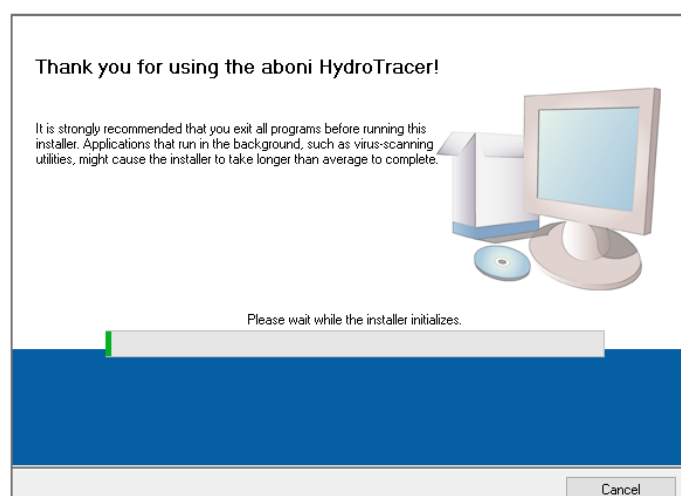 Thank you for using the aboni HydroTracer!
It is strongly recommended that you exit all programs before running this
installer. Applications that run in the background, such as virus-scanning
utilities, might cause the installer to take longer than average to complete.
Please wait while the installer initializes.
Cancel